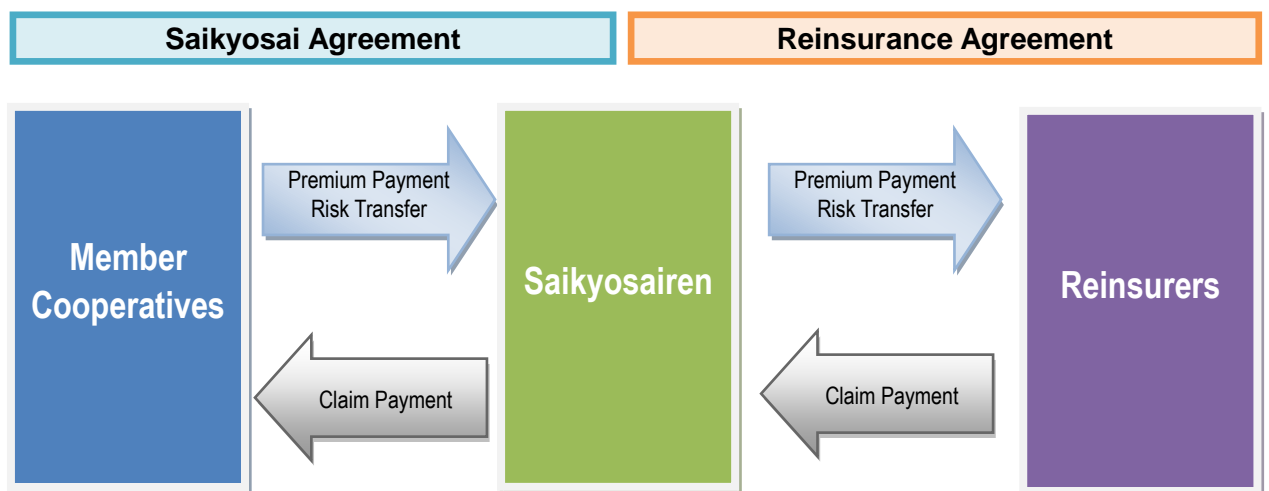 Saikyosai Agreement
Reinsurance Agreement
Member
Cooperatives
Premium Payment
Risk Transfer
Claim Payment
Saikyosairen
Premium Payment
Risk Transfer
Claim Payment
Reinsurers